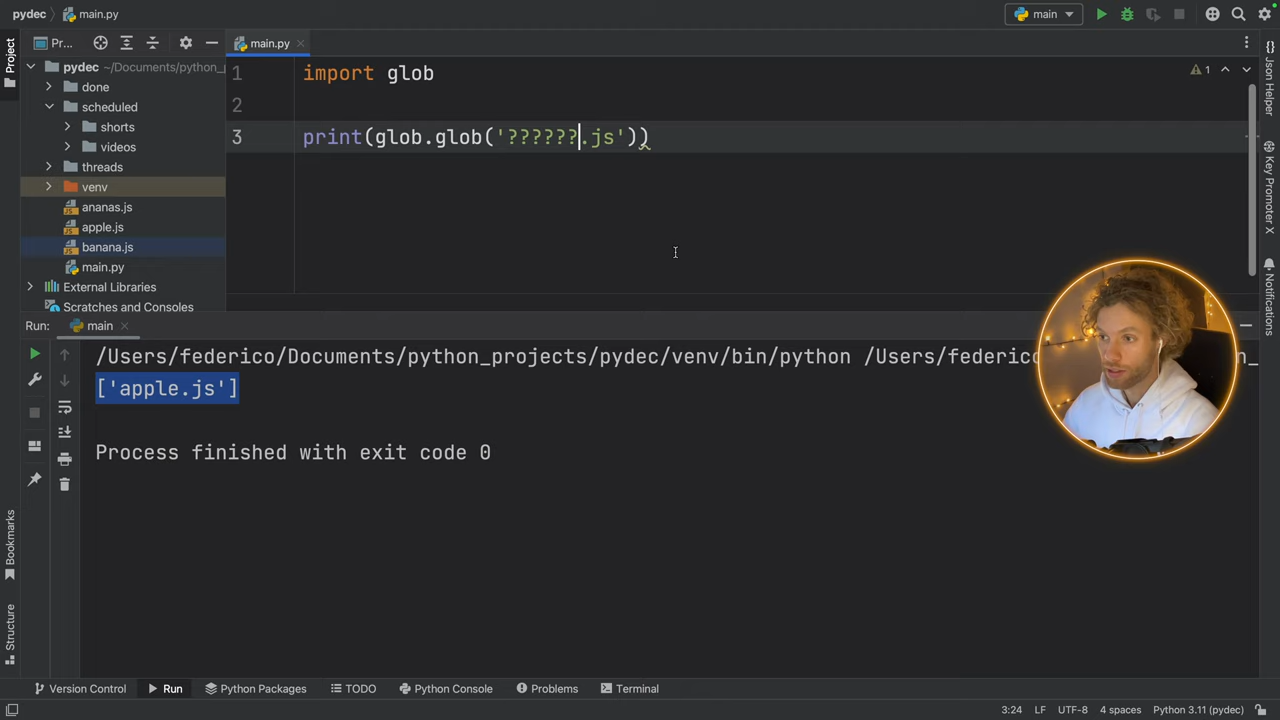 pydec
main.py
main
Pr...
main.py
Project
pydec ~/Documents/python_
done
scheduled
shorts
videos
threads
venv
ananas.js
apple.js
banana.js
main.py
External Libraries
Scratches and Consoles
1 import glob
2
3 print(glob.glob('??????.js'))
1
Json Helper
Key Promoter X
Notifications
Run: main
/Users/federico/Documents/python_projects/pydec/venv/bin/python /Users/federico
['apple.js']
Process finished with exit code 0
Bookmarks
Structure
Version Control
Run
Python Packages
TODO
Python Console
Problems
Terminal
3:24 LF UTF-8 4 spaces Python 3.11 (pydec)